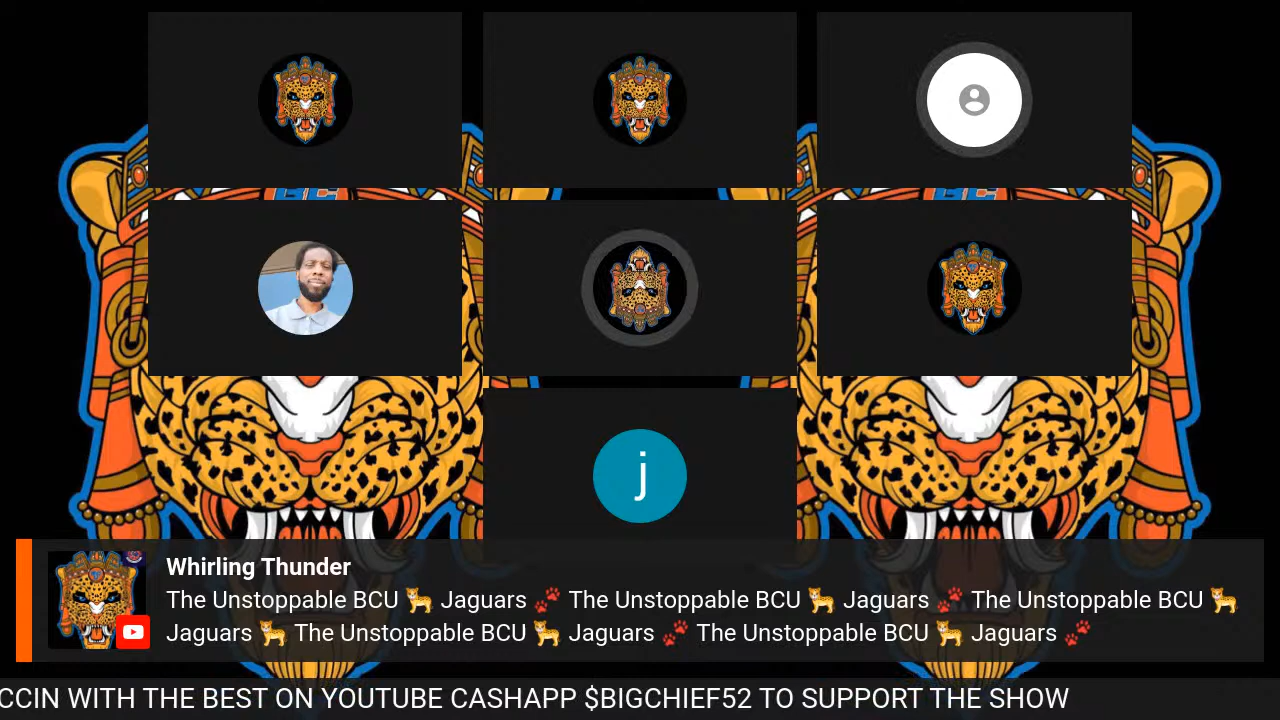 j
Whirling Thunder
The Unstoppable BCU 🐆 Jaguars 🐾 The Unstoppable BCU 🐆 Jaguars 🐾 The Unstoppable BCU 🐆
Jaguars 🐆 The Unstoppable BCU 🐆 Jaguars 🐾 The Unstoppable BCU 🐆 Jaguars 🐾
CCIN WITH THE BEST ON YOUTUBE CASHAPP $BIGCHIEF52 TO SUPPORT THE SHOW